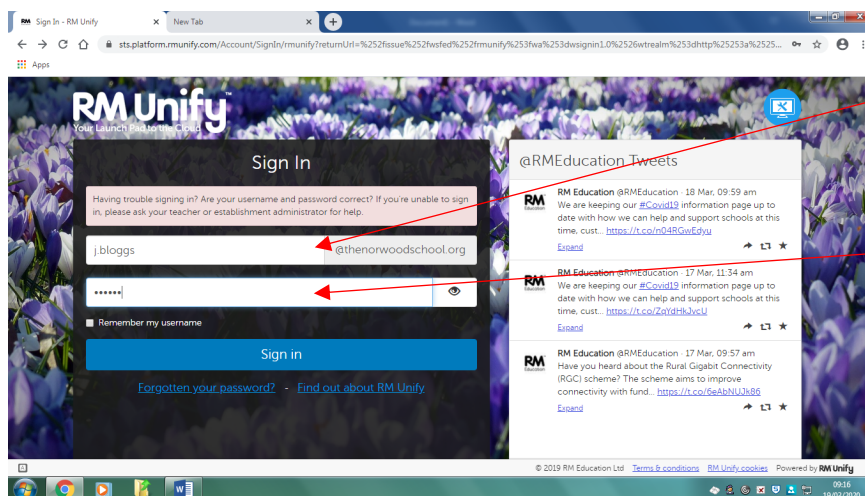 Sign In - RM Unify
New Tab
sts.platform.rmunify.com/Account/SignIn/rmunify?returnUrl=%252fissue%252fwsfed%252frmunify%253fwa%253dwsignin1.0%2526wtrealm%253dhttp%25253a%2525...
Apps
RM Unify™
Your Launch Pad to the Cloud
Sign In
Having trouble signing in? Are your username and password correct? If you're unable to sign
in, please ask your teacher or establishment administrator for help.
j.bloggs @thenorwoodschool.org
••••••
Remember my username
Sign in
Forgotten your password? - Find out about RM Unify
@RMEducation Tweets
RM Education
RM Education @RMEducation · 18 Mar, 09:59 am
We are keeping our #Covid19 information page up to
date with how we can help and support schools at this
time, cust... https://t.co/n04RGwEdyu
Expand
RM Education
RM Education @RMEducation · 17 Mar, 11:34 am
We are keeping our #Covid19 information page up to
date with how we can help and support schools at this
time, cust... https://t.co/ZqYdHkJvcU
Expand
RM Education
RM Education @RMEducation · 17 Mar, 09:57 am
Have you heard about the Rural Gigabit Connectivity
(RGC) scheme? The scheme aims to improve
connectivity with fund... https://t.co/6eAbNUJk86
Expand
© 2019 RM Education Ltd Terms & conditions RM Unify cookies Powered by RM Unify
09:16
19/03/2020